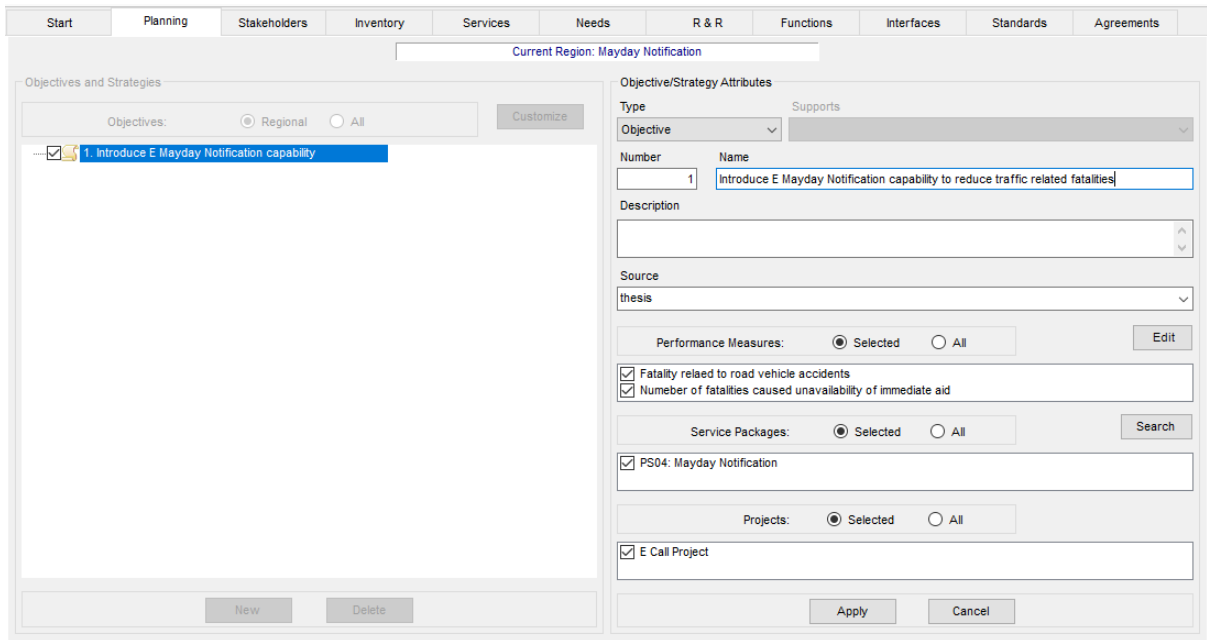 Start Planning Stakeholders Inventory Services Needs R & R Functions Interfaces Standards Agreements
Current Region: Mayday Notification
Objectives and Strategies
Objectives: Regional All Customize
1. Introduce E Mayday Notification capability
New Delete
Objective/Strategy Attributes
Type Supports
Objective
Number Name
1 Introduce E Mayday Notification capability to reduce traffic related fatalities
Description
Source
thesis
Performance Measures: Selected All Edit
Fatality relaed to road vehicle accidents
Numeber of fatalities caused unavailability of immediate aid
Service Packages: Selected All Search
PS04: Mayday Notification
Projects: Selected All
E Call Project
Apply Cancel